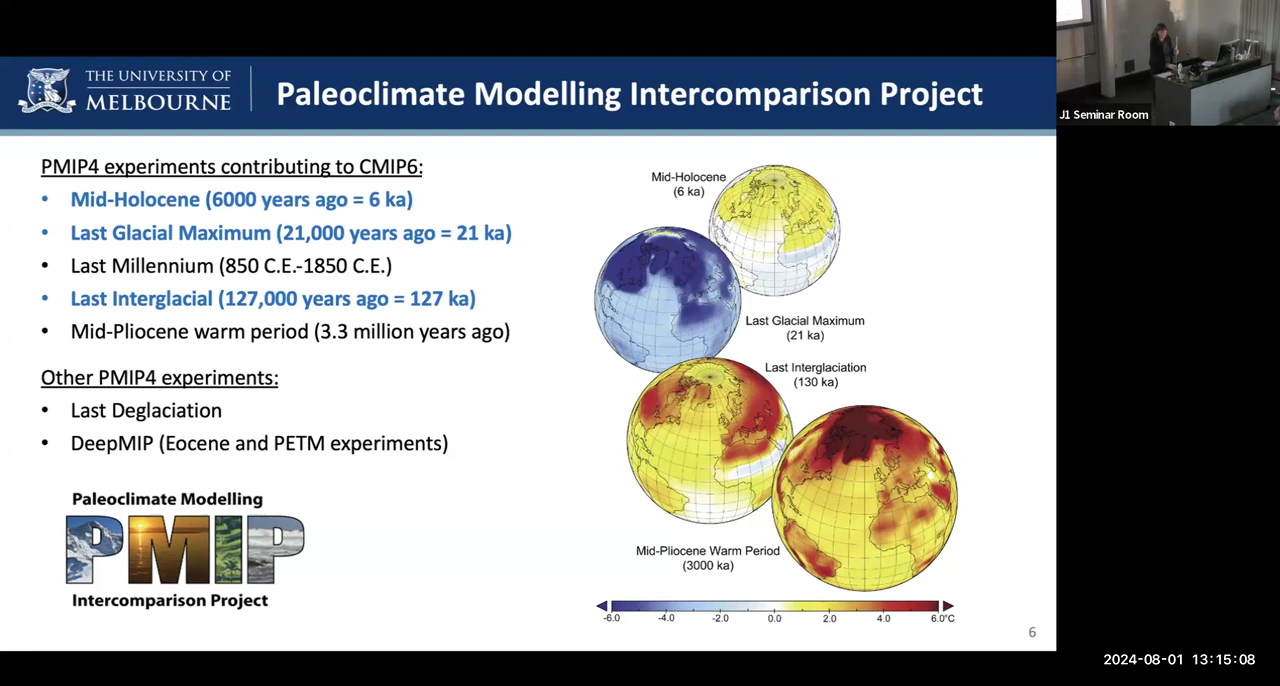 THE UNIVERSITY OF
MELBOURNE
Paleoclimate Modelling Intercomparison Project
J1 Seminar Room
PMIP4 experiments contributing to CMIP6:
• Mid-Holocene (6000 years ago = 6 ka)
• Last Glacial Maximum (21,000 years ago = 21 ka)
• Last Millennium (850 C.E.-1850 C.E.)
• Last Interglacial (127,000 years ago = 127 ka)
• Mid-Pliocene warm period (3.3 million years ago)
Other PMIP4 experiments:
• Last Deglaciation
• DeepMIP (Eocene and PETM experiments)
Paleoclimate Modelling
PMIP
Intercomparison Project
Mid-Holocene
(6 ka)
Last Glacial Maximum
(21 ka)
Last Interglaciation
(130 ka)
Mid-Pliocene Warm Period
(3000 ka)
-6.0 -4.0 -2.0 0.0 2.0 4.0 6.0°C
6
2024-08-01 13:15:08